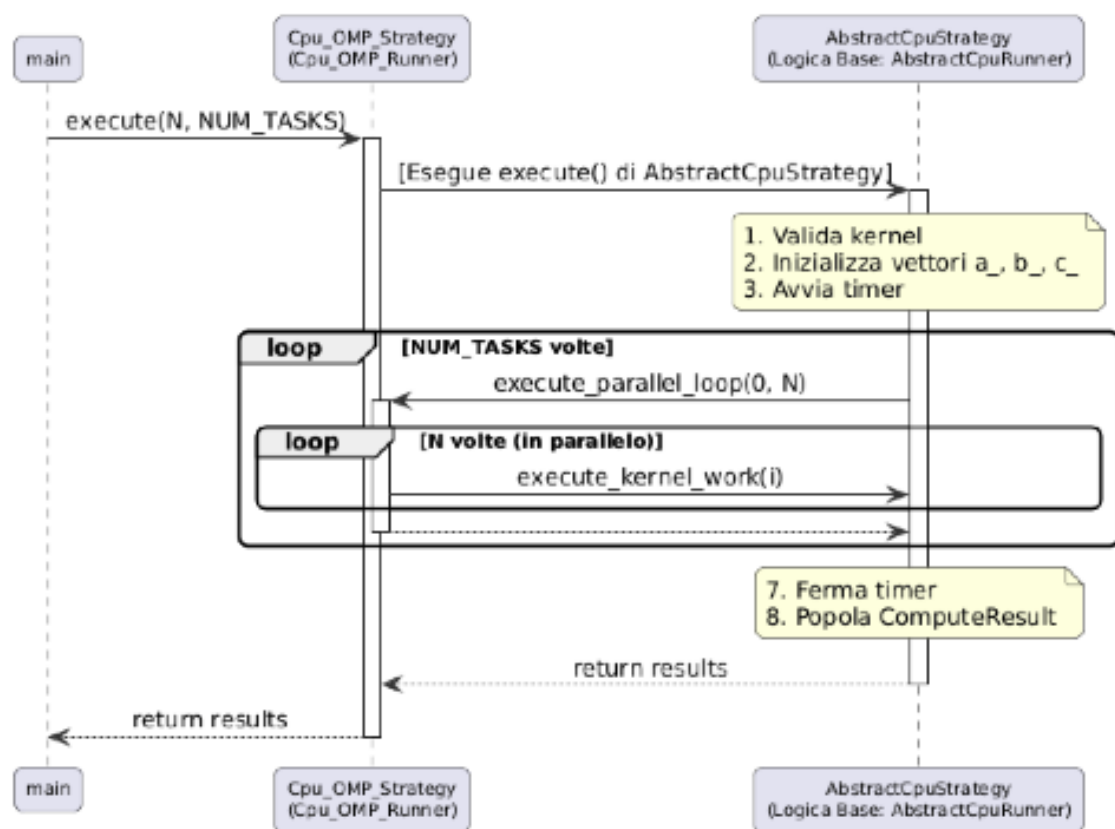 main
Cpu_OMP_Strategy
(Cpu_OMP_Runner)
AbstractCpuStrategy
(Logica Base: AbstractCpuRunner)
execute(N, NUM_TASKS)
[Esegue execute() di AbstractCpuStrategy]
1. Valida kernel
2. Inizializza vettori a_, b_, c_
3. Avvia timer
loop [NUM_TASKS volte]
execute_parallel_loop(0, N)
loop [N volte (in parallelo)]
execute_kernel_work(i)
7. Ferma timer
8. Popola ComputeResult
return results
return results
main
Cpu_OMP_Strategy
(Cpu_OMP_Runner)
AbstractCpuStrategy
(Logica Base: AbstractCpuRunner)